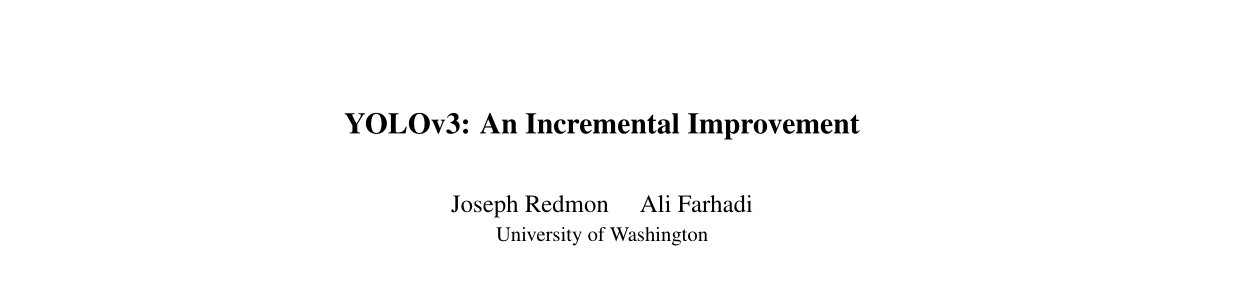 YOLOv3: An Incremental Improvement
Joseph Redmon Ali Farhadi
University of Washington